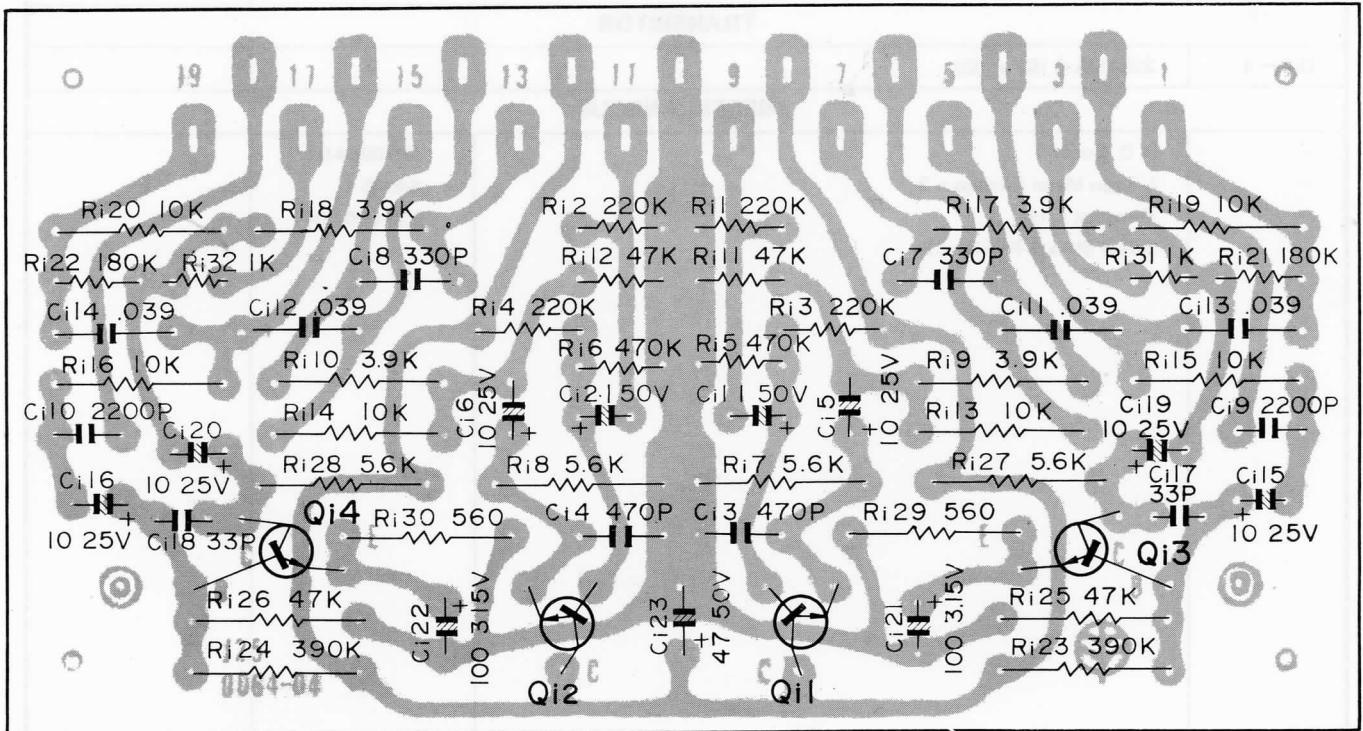 19 17 15 13 11 9 7 5 3 1
Ri20 10K
Ri18 3.9K
Ri2 220K
Ri1 220K
Ri17 3.9K
Ri19 10K
Ri22 180K
Ri32 1K
Ci8 330P
Ri12 47K
Ri11 47K
Ci7 330P
Ri31 1K
Ri21 180K
Ci14 .039
Ci12 .039
Ri4 220K
Ri3 220K
Ci11 .039
Ci13 .039
Ri16 10K
Ri10 3.9K
Ri6 470K
Ri5 470K
Ri9 3.9K
Ri15 10K
Ci10 2200P
Ci20
10 25V
Ri14 10K
Ci6
10 25V
Ci2 1 50V
Ci1 1 50V
Ci5
10 25V
Ri13 10K
Ci19
10 25V
Ci9 2200P
Ci16
10 25V
Ri28 5.6K
Ri8 5.6K
Ri7 5.6K
Ri27 5.6K
Ci17
33P
Ci15
10 25V
Ci18 33P
Qi4
Ri30 560
Ci4 470P
Ci3 470P
Ri29 560
Qi3
Ri26 47K
Ci22
100 3.15V
Ci23
47 50V
Ci21
100 3.15V
Ri25 47K
Ri24 390K
Ri23 390K
Qi2
Qi1